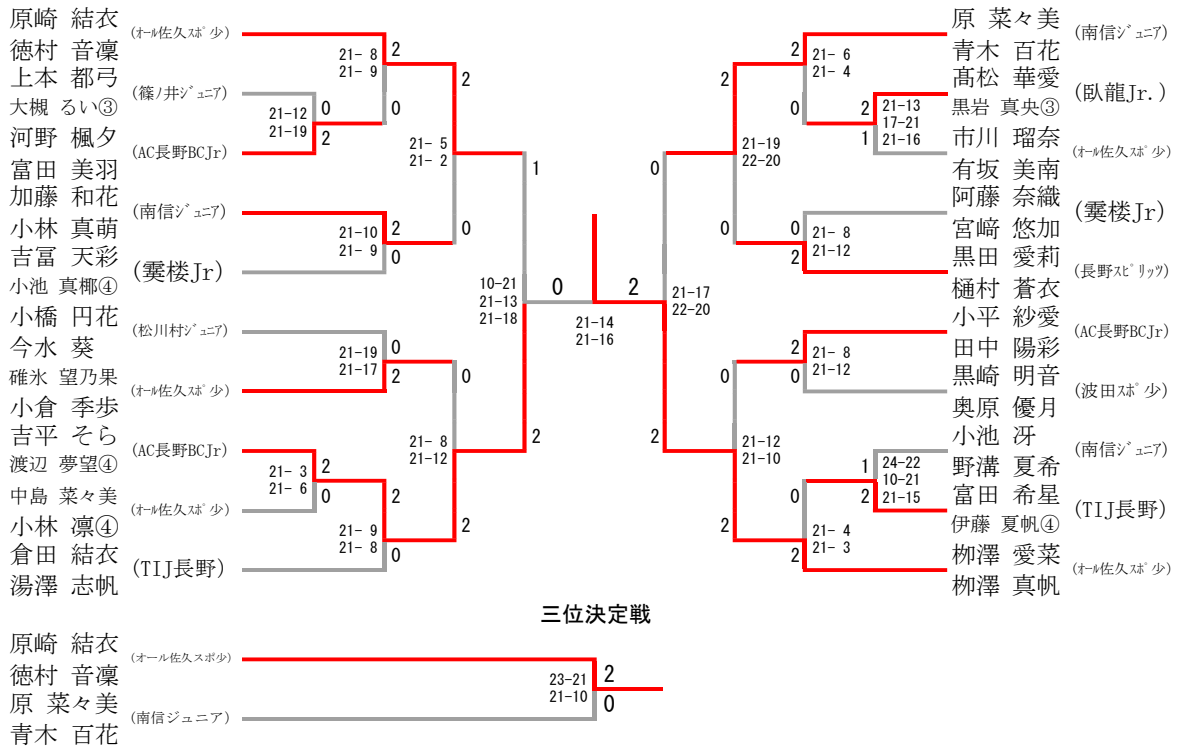 原崎 結衣
(オール佐久スポ少)
徳村 音凜
上本 都弓
(篠ノ井ジュニア)
大槻 るい③
河野 楓夕
(AC長野BCJr)
富田 美羽
加藤 和花
(南信ジュニア)
小林 真萌
吉冨 天彩
(霙楼Jr)
小池 真梛④
小橋 円花
(松川村ジュニア)
今水 葵
碓氷 望乃果
(オール佐久スポ少)
小倉 季歩
吉平 そら
(AC長野BCJr)
渡辺 夢望④
中島 菜々美
(オール佐久スポ少)
小林 凛④
倉田 結衣
(TIJ長野)
湯澤 志帆
21- 8
21- 9
2
0
21-12
21-19
0
2
21- 5
21- 2
2
0
21-10
21- 9
2
0
10-21
21-13
21-18
1
2
21-19
21-17
0
2
21- 8
21-12
0
2
21- 3
21- 6
2
0
21- 9
21- 8
2
0
0
2
21-14
21-16
原 菜々美
(南信ジュニア)
青木 百花
髙松 華愛
(臥龍Jr.)
黒岩 真央③
市川 瑠奈
(オール佐久スポ少)
有坂 美南
阿藤 奈織
(霙楼Jr)
宮﨑 悠加
黒田 愛莉
(長野スピリッツ)
樋村 蒼衣
小平 紗愛
(AC長野BCJr)
田中 陽彩
黒崎 明音
(波田スポ少)
奥原 優月
小池 冴
(南信ジュニア)
野溝 夏希
富田 希星
(TIJ長野)
伊藤 夏帆④
栁澤 愛菜
(オール佐久スポ少)
栁澤 真帆
2
0
21- 6
21- 4
2
1
21-13
17-21
21-16
2
0
21-19
22-20
0
2
21- 8
21-12
0
2
21-17
22-20
2
0
21- 8
21-12
0
2
21-12
21-10
1
2
24-22
10-21
21-15
0
2
21- 4
21- 3
三位決定戦
原崎 結衣
(オール佐久スポ少)
徳村 音凜
原 菜々美
(南信ジュニア)
青木 百花
23-21
21-10
2
0